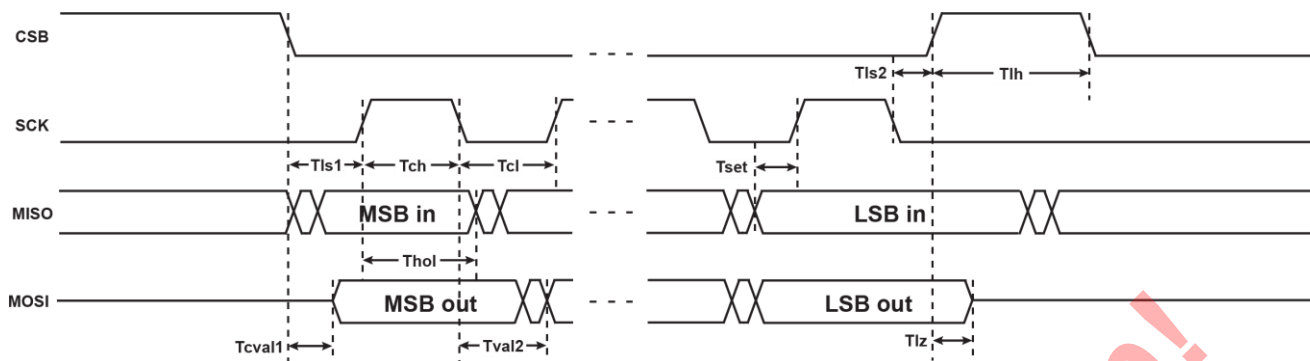 CSB
Tls2
Tlh
SCK
Tls1
Tch
Tcl
Tset
MISO
MSB in
LSB in
Thol
MOSI
MSB out
LSB out
Tcval1
Tval2
Tlz